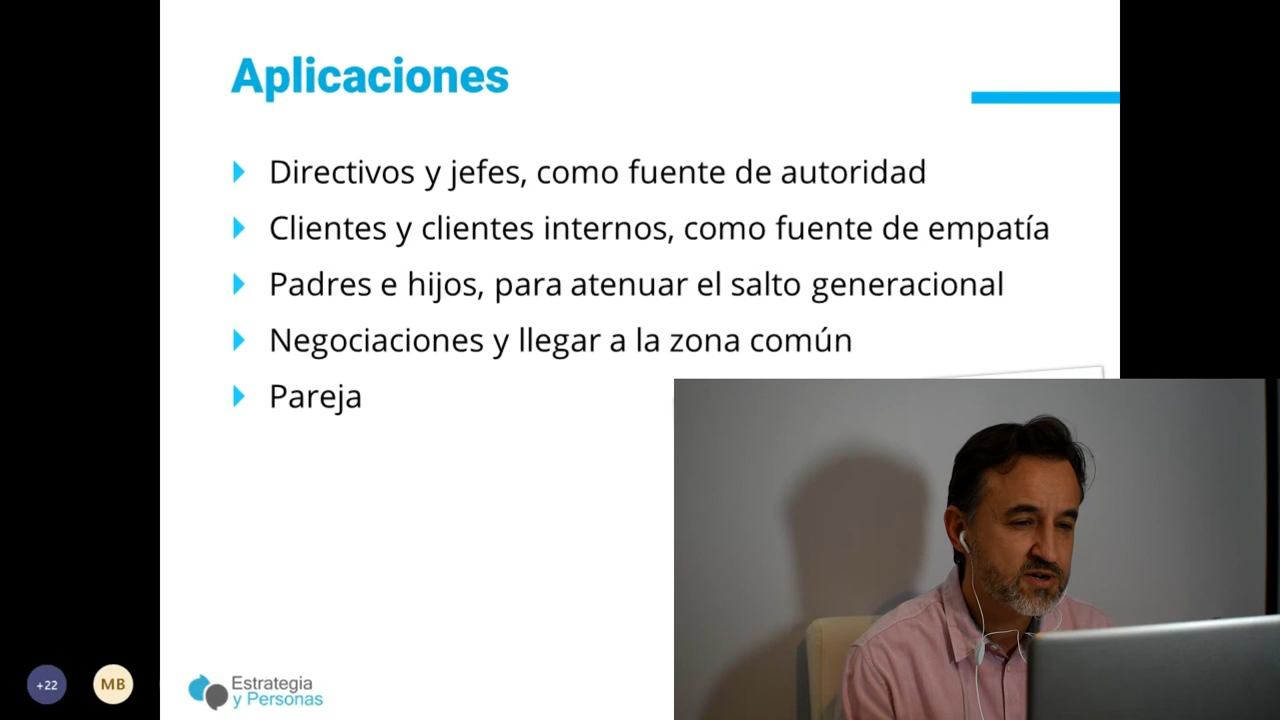 Aplicaciones
Directivos y jefes, como fuente de autoridad
Clientes y clientes internos, como fuente de empatía
Padres e hijos, para atenuar el salto generacional
Negociaciones y llegar a la zona común
Pareja
+22
MB
Estrategia
y Personas